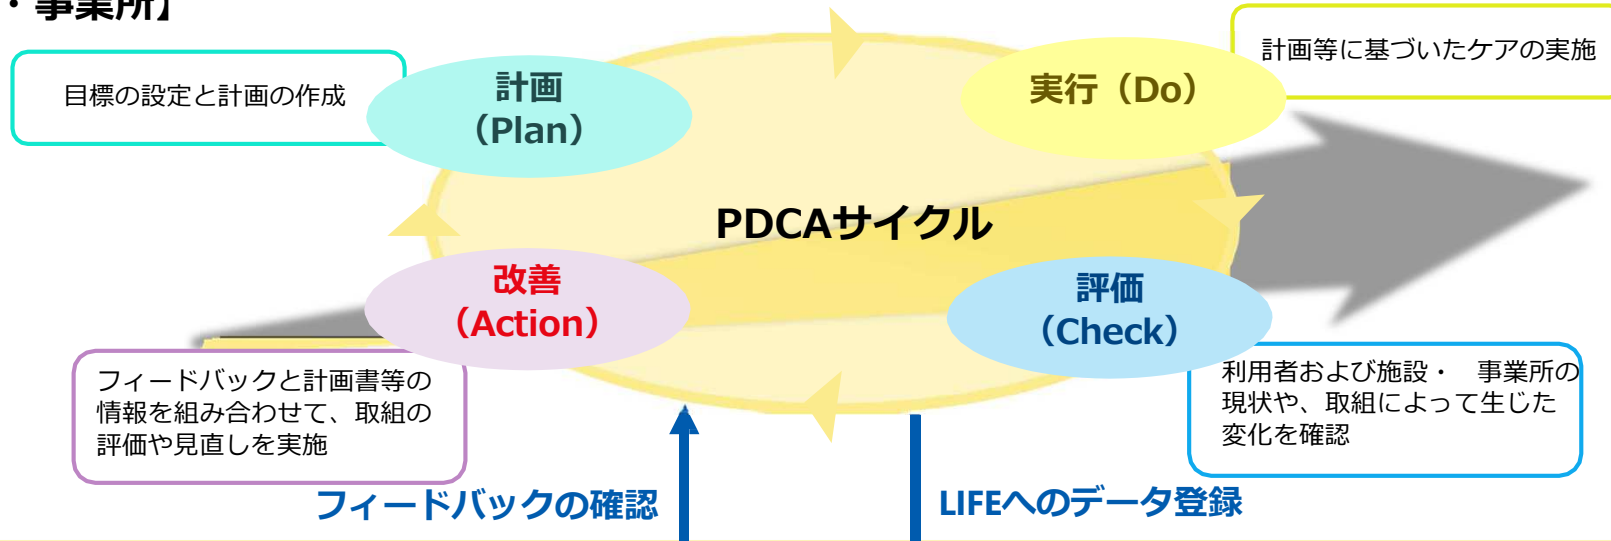 ・事業所】
目標の設定と計画の作成
計画
（Plan）
実行（Do）
計画等に基づいたケアの実施
PDCAサイクル
改善
（Action）
評価
（Check）
フィードバックと計画書等の
情報を組み合わせて、取組の
評価や見直しを実施
利用者および施設・　事業所の
現状や、取組によって生じた
変化を確認
フィードバックの確認
LIFEへのデータ登録